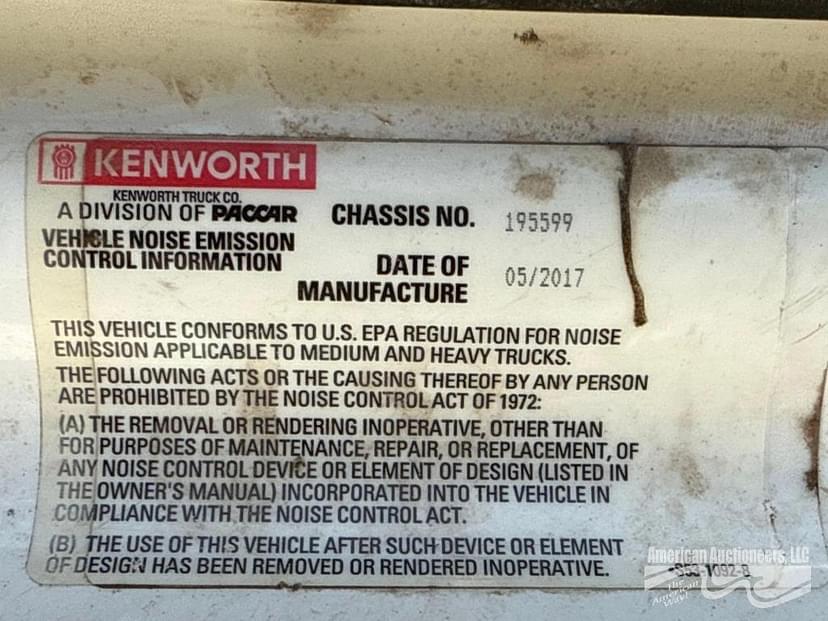 KENWORTH
KENWORTH TRUCK CO.
A DIVISION OF PACCAR
CHASSIS NO. 195599
VEHICLE NOISE EMISSION
CONTROL INFORMATION
DATE OF
MANUFACTURE 05/2017
THIS VEHICLE CONFORMS TO U.S. EPA REGULATION FOR NOISE
EMISSION APPLICABLE TO MEDIUM AND HEAVY TRUCKS.
THE FOLLOWING ACTS OR THE CAUSING THEREOF BY ANY PERSON
ARE PROHIBITED BY THE NOISE CONTROL ACT OF 1972:
(A) THE REMOVAL OR RENDERING INOPERATIVE, OTHER THAN
FOR PURPOSES OF MAINTENANCE, REPAIR, OR REPLACEMENT, OF
ANY NOISE CONTROL DEVICE OR ELEMENT OF DESIGN (LISTED IN
THE OWNER'S MANUAL) INCORPORATED INTO THE VEHICLE IN
COMPLIANCE WITH THE NOISE CONTROL ACT.
(B) THE USE OF THIS VEHICLE AFTER SUCH DEVICE OR ELEMENT
OF DESIGN HAS BEEN REMOVED OR RENDERED INOPERATIVE.
American Auctioneers, LLC
The
American
Way!